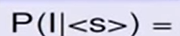 P(I|<s>) =